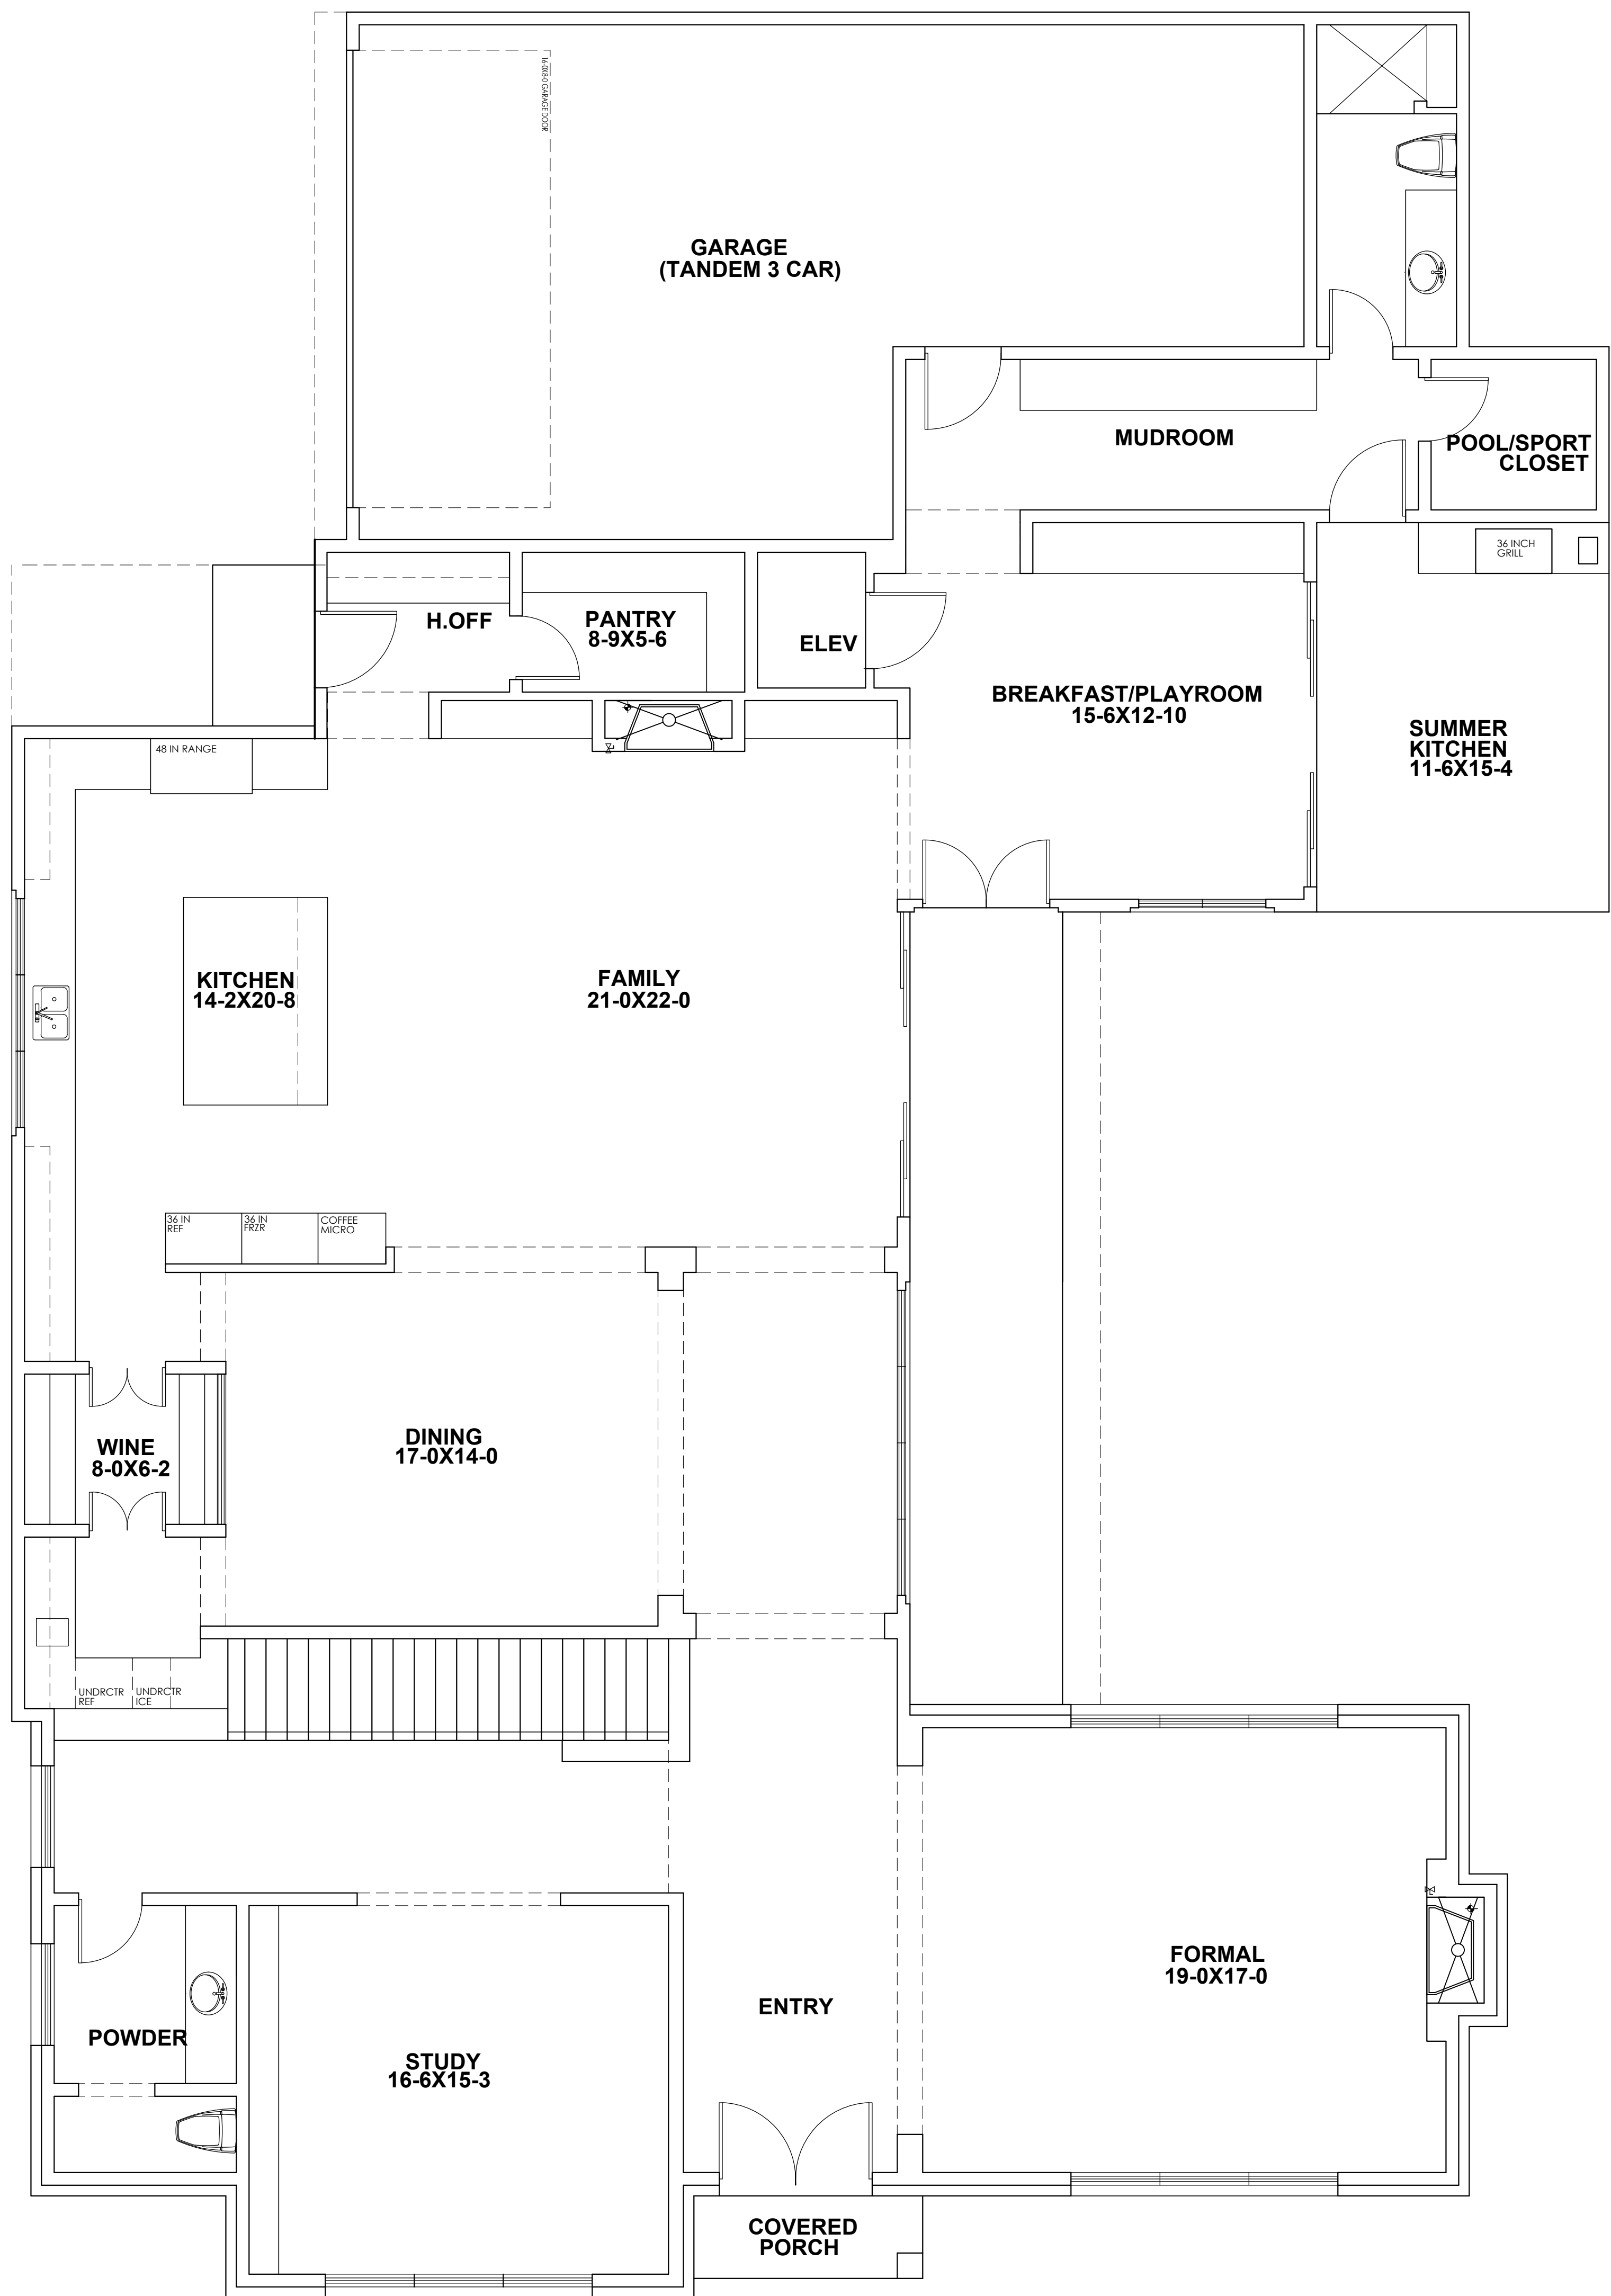 16-0X8-0 GARAGE DOOR
GARAGE
(TANDEM 3 CAR)
MUDROOM
POOL/SPORT
CLOSET
36 INCH
GRILL
H.OFF
PANTRY
8-9X5-6
ELEV
BREAKFAST/PLAYROOM
15-6X12-10
SUMMER
KITCHEN
11-6X15-4
48 IN RANGE
KITCHEN
14-2X20-8
FAMILY
21-0X22-0
36 IN
REF
36 IN
FRZR
COFFEE
MICRO
DINING
17-0X14-0
WINE
8-0X6-2
UNDRCTR
REF
UNDRCTR
ICE
FORMAL
19-0X17-0
ENTRY
POWDER
STUDY
16-6X15-3
COVERED
PORCH